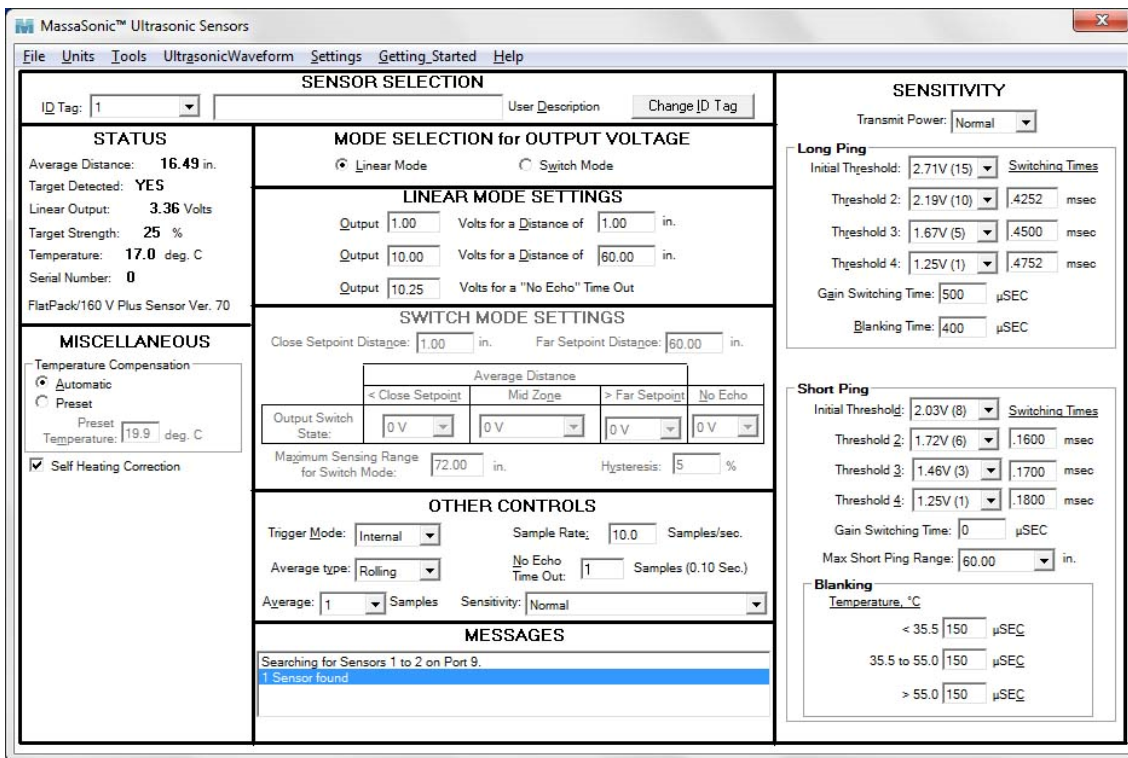 MassaSonic™ Ultrasonic Sensors
File Units Tools UltrasonicWaveform Settings Getting_Started Help
SENSOR SELECTION
ID Tag: 1 User Description Change ID Tag
STATUS
Average Distance: 16.49 in.
Target Detected: YES
Linear Output: 3.36 Volts
Target Strength: 25 %
Temperature: 17.0 deg. C
Serial Number: 0
FlatPack/160 V Plus Sensor Ver. 70
MISCELLANEOUS
Temperature Compensation
Automatic
Preset
Preset
Temperature: 19.9 deg. C
Self Heating Correction
MODE SELECTION for OUTPUT VOLTAGE
Linear Mode Switch Mode
LINEAR MODE SETTINGS
Output 1.00 Volts for a Distance of 1.00 in.
Output 10.00 Volts for a Distance of 60.00 in.
Output 10.25 Volts for a "No Echo" Time Out
SWITCH MODE SETTINGS
Close Setpoint Distance: 1.00 in. Far Setpoint Distance: 60.00 in.
Average Distance
< Close Setpoint Mid Zone > Far Setpoint No Echo
Output Switch
State: 0 V 0 V 0 V 0 V
Maximum Sensing Range
for Switch Mode: 72.00 in. Hysteresis: 5 %
OTHER CONTROLS
Trigger Mode: Internal Sample Rate: 10.0 Samples/sec.
Average type: Rolling No Echo
Time Out: 1 Samples (0.10 Sec.)
Average: 1 Samples Sensitivity: Normal
MESSAGES
Searching for Sensors 1 to 2 on Port 9.
1 Sensor found
SENSITIVITY
Transmit Power: Normal
Long Ping
Initial Threshold: 2.71V (15) Switching Times
Threshold 2: 2.19V (10) .4252 msec
Threshold 3: 1.67V (5) .4500 msec
Threshold 4: 1.25V (1) .4752 msec
Gain Switching Time: 500 µSEC
Blanking Time: 400 µSEC
Short Ping
Initial Threshold: 2.03V (8) Switching Times
Threshold 2: 1.72V (6) .1600 msec
Threshold 3: 1.46V (3) .1700 msec
Threshold 4: 1.25V (1) .1800 msec
Gain Switching Time: 0 µSEC
Max Short Ping Range: 60.00 in.
Blanking
Temperature, °C
< 35.5 150 µSEC
35.5 to 55.0 150 µSEC
> 55.0 150 µSEC